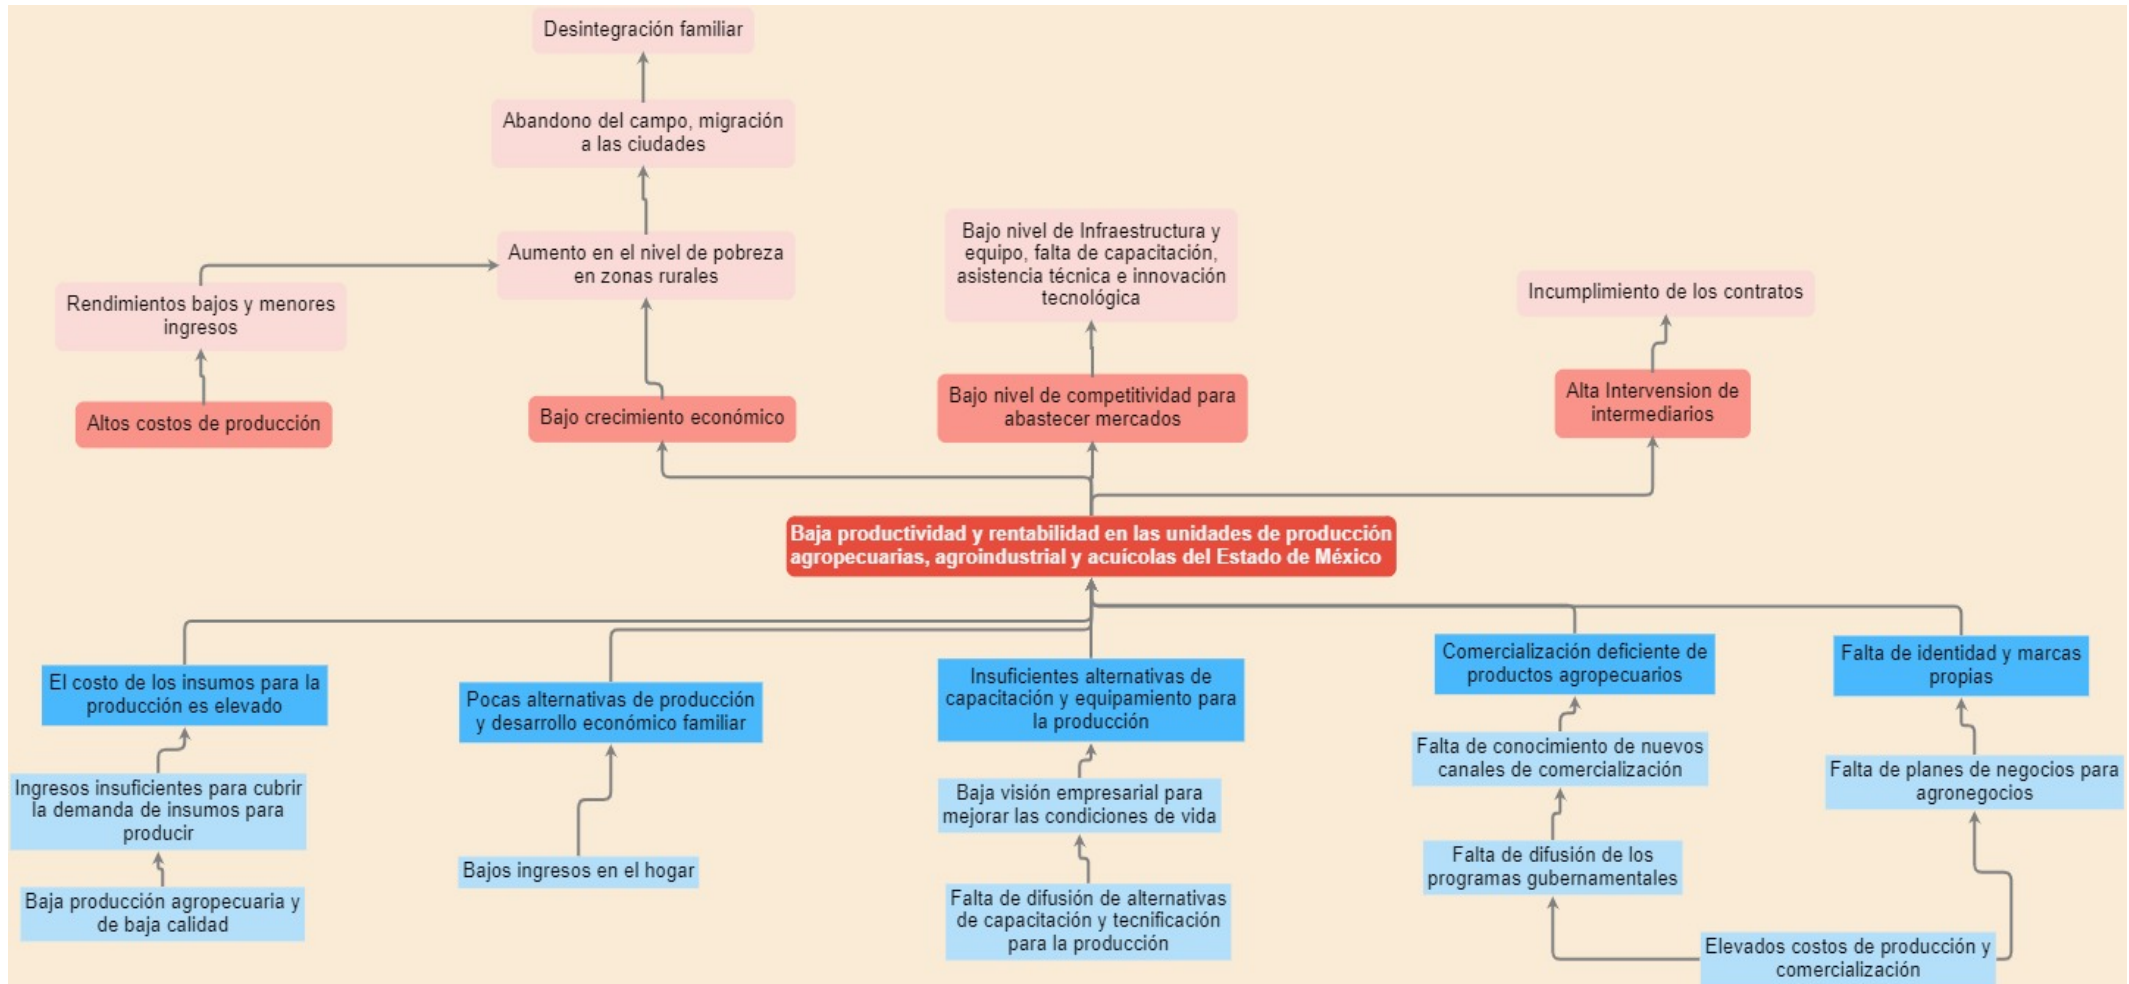 Desintegración familiar
Abandono del campo, migración
a las ciudades
Aumento en el nivel de pobreza
en zonas rurales
Bajo nivel de Infraestructura y
equipo, falta de capacitación,
asistencia técnica e innovación
tecnológica
Rendimientos bajos y menores
ingresos
Incumplimiento de los contratos
Altos costos de producción
Bajo crecimiento económico
Bajo nivel de competitividad para
abastecer mercados
Alta Intervension de
intermediarios
Baja productividad y rentabilidad en las unidades de producción
agropecuarias, agroindustrial y acuícolas del Estado de México
El costo de los insumos para la
producción es elevado
Pocas alternativas de producción
y desarrollo económico familiar
Insuficientes alternativas de
capacitación y equipamiento para
la producción
Comercialización deficiente de
productos agropecuarios
Falta de identidad y marcas
propias
Ingresos insuficientes para cubrir
la demanda de insumos para
producir
Bajos ingresos en el hogar
Baja visión empresarial para
mejorar las condiciones de vida
Falta de conocimiento de nuevos
canales de comercialización
Falta de planes de negocios para
agronegocios
Baja producción agropecuaria y
de baja calidad
Falta de difusión de alternativas
de capacitación y tecnificación
para la producción
Falta de difusión de los
programas gubernamentales
Elevados costos de producción y
comercialización